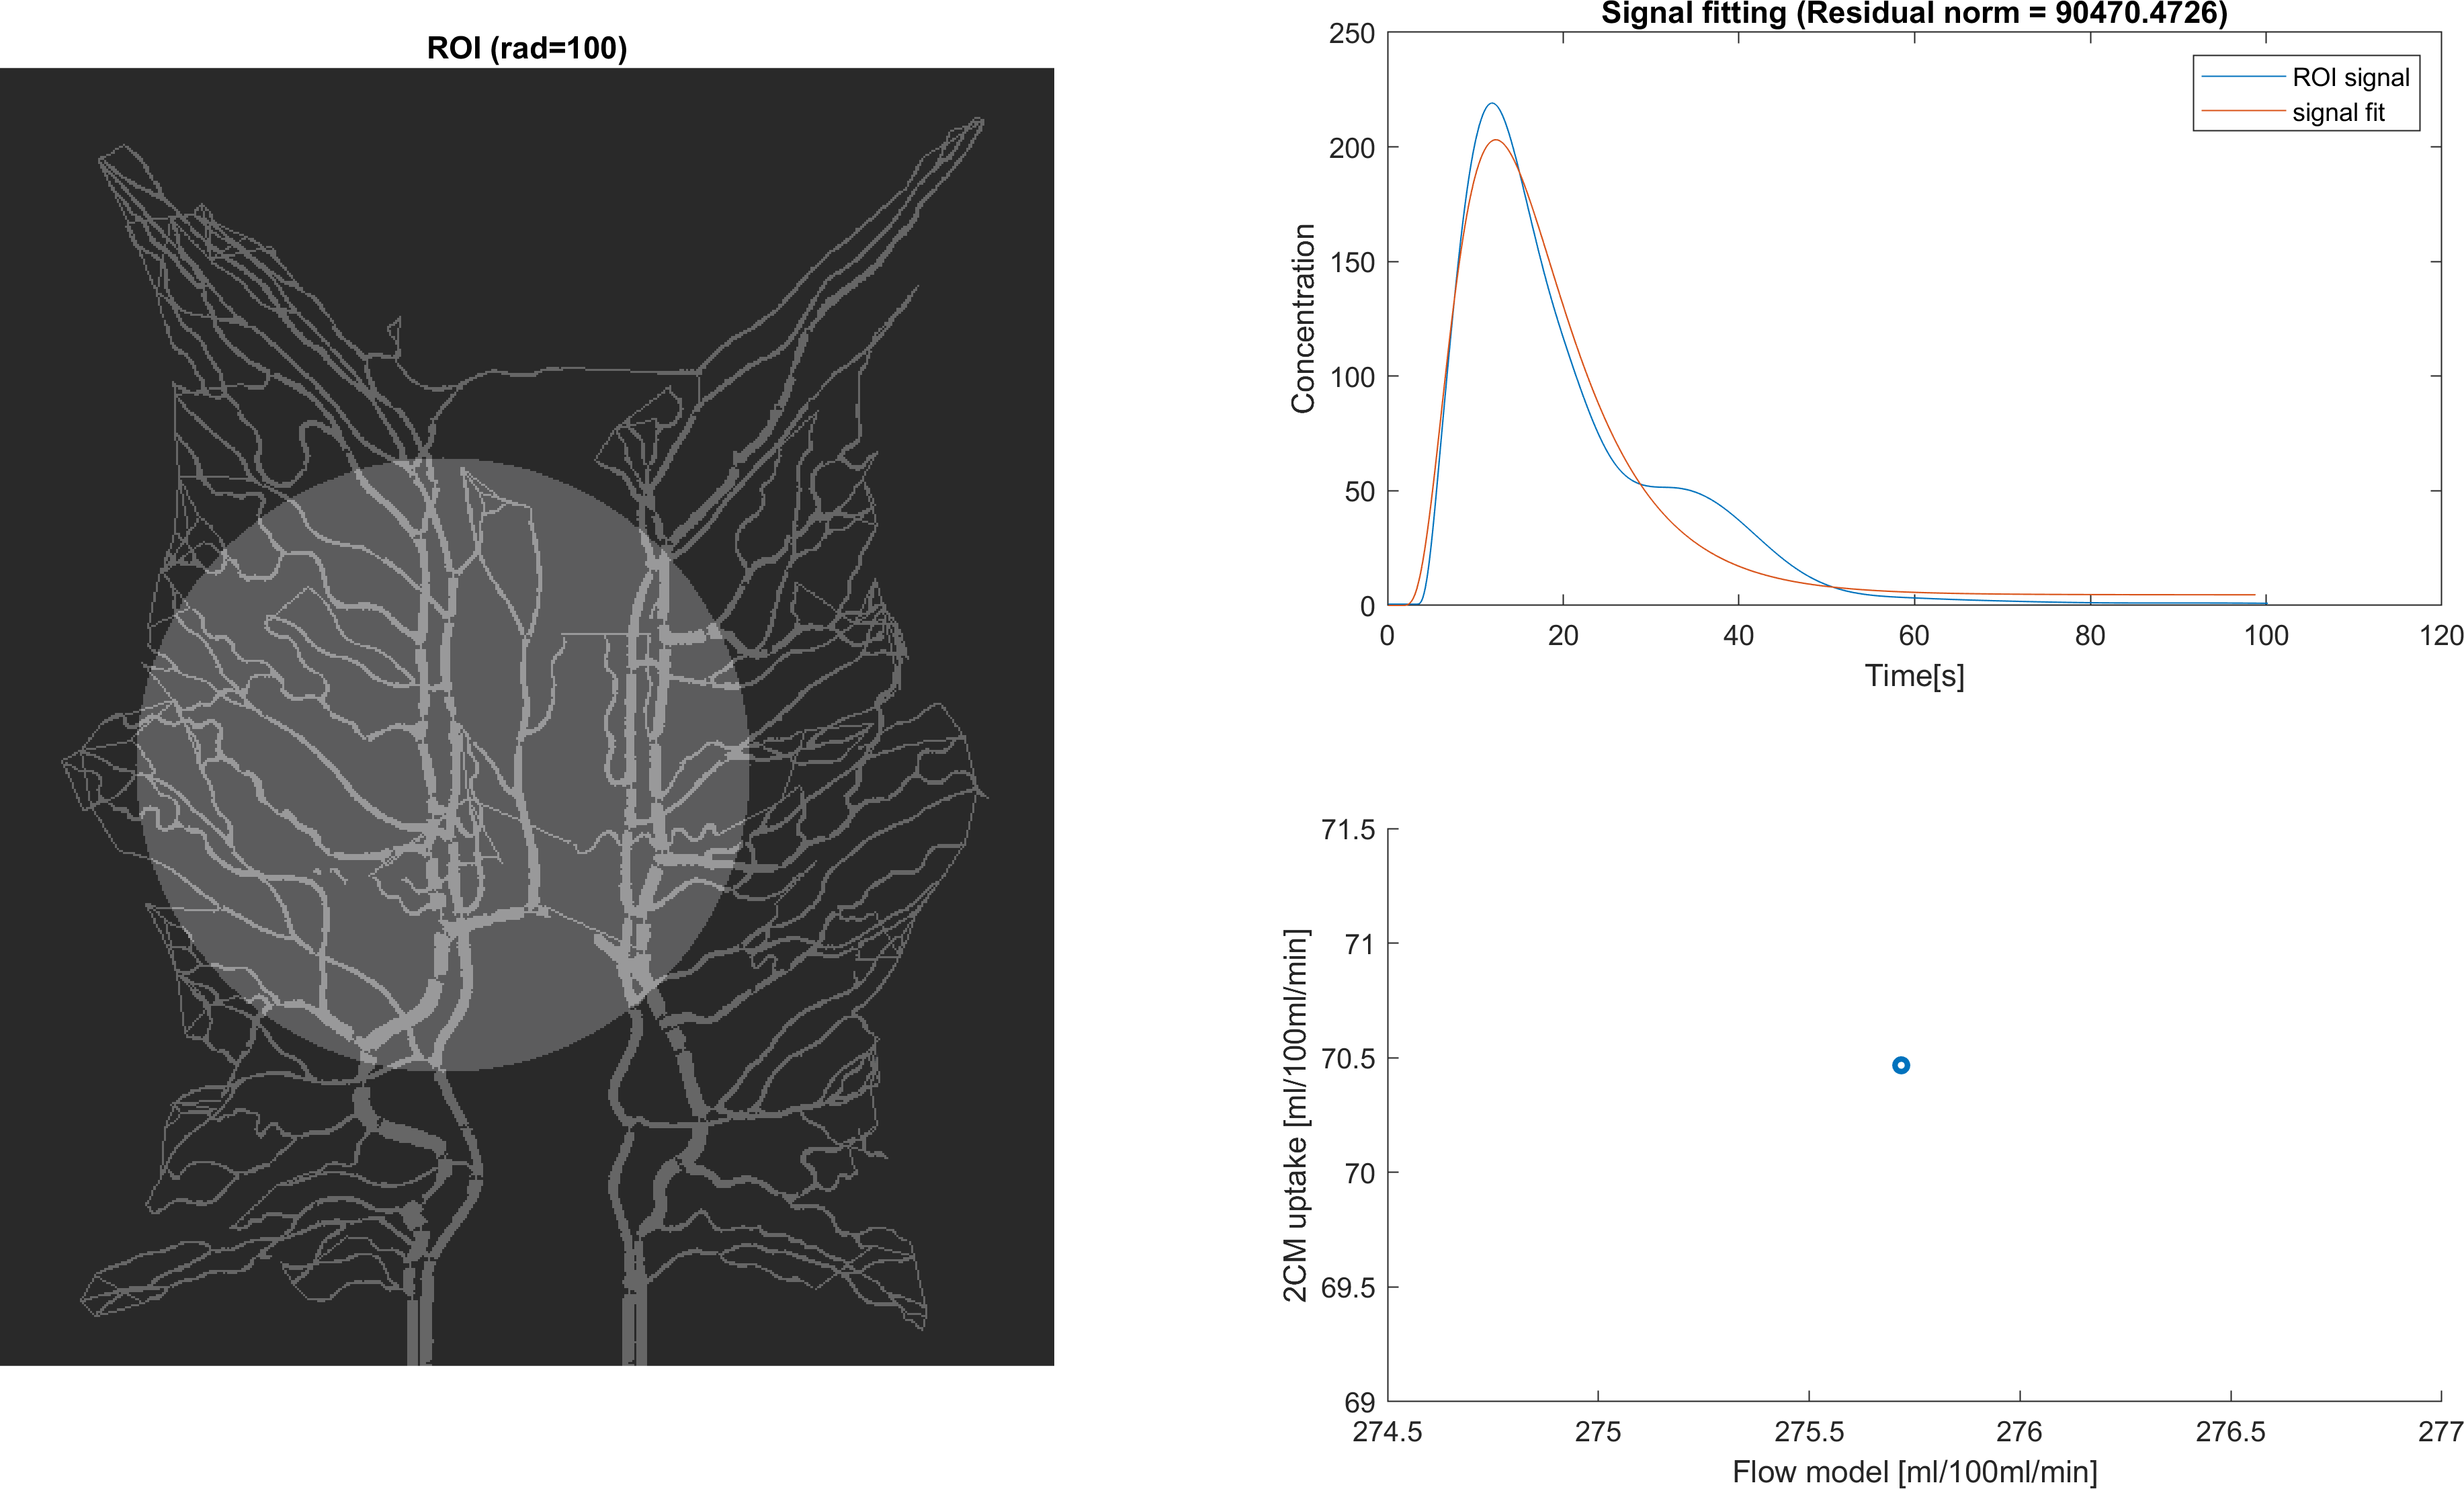 ROI (rad=100)
Signal fitting (Residual norm = 90470.4726)
250
200
150
100
50
0
Concentration
ROI signal
signal fit
0 20 40 60 80 100 120
Time[s]
71.5
71
70.5
70
69.5
69
2CM uptake [ml/100ml/min]
274.5 275 275.5 276 276.5 277
Flow model [ml/100ml/min]